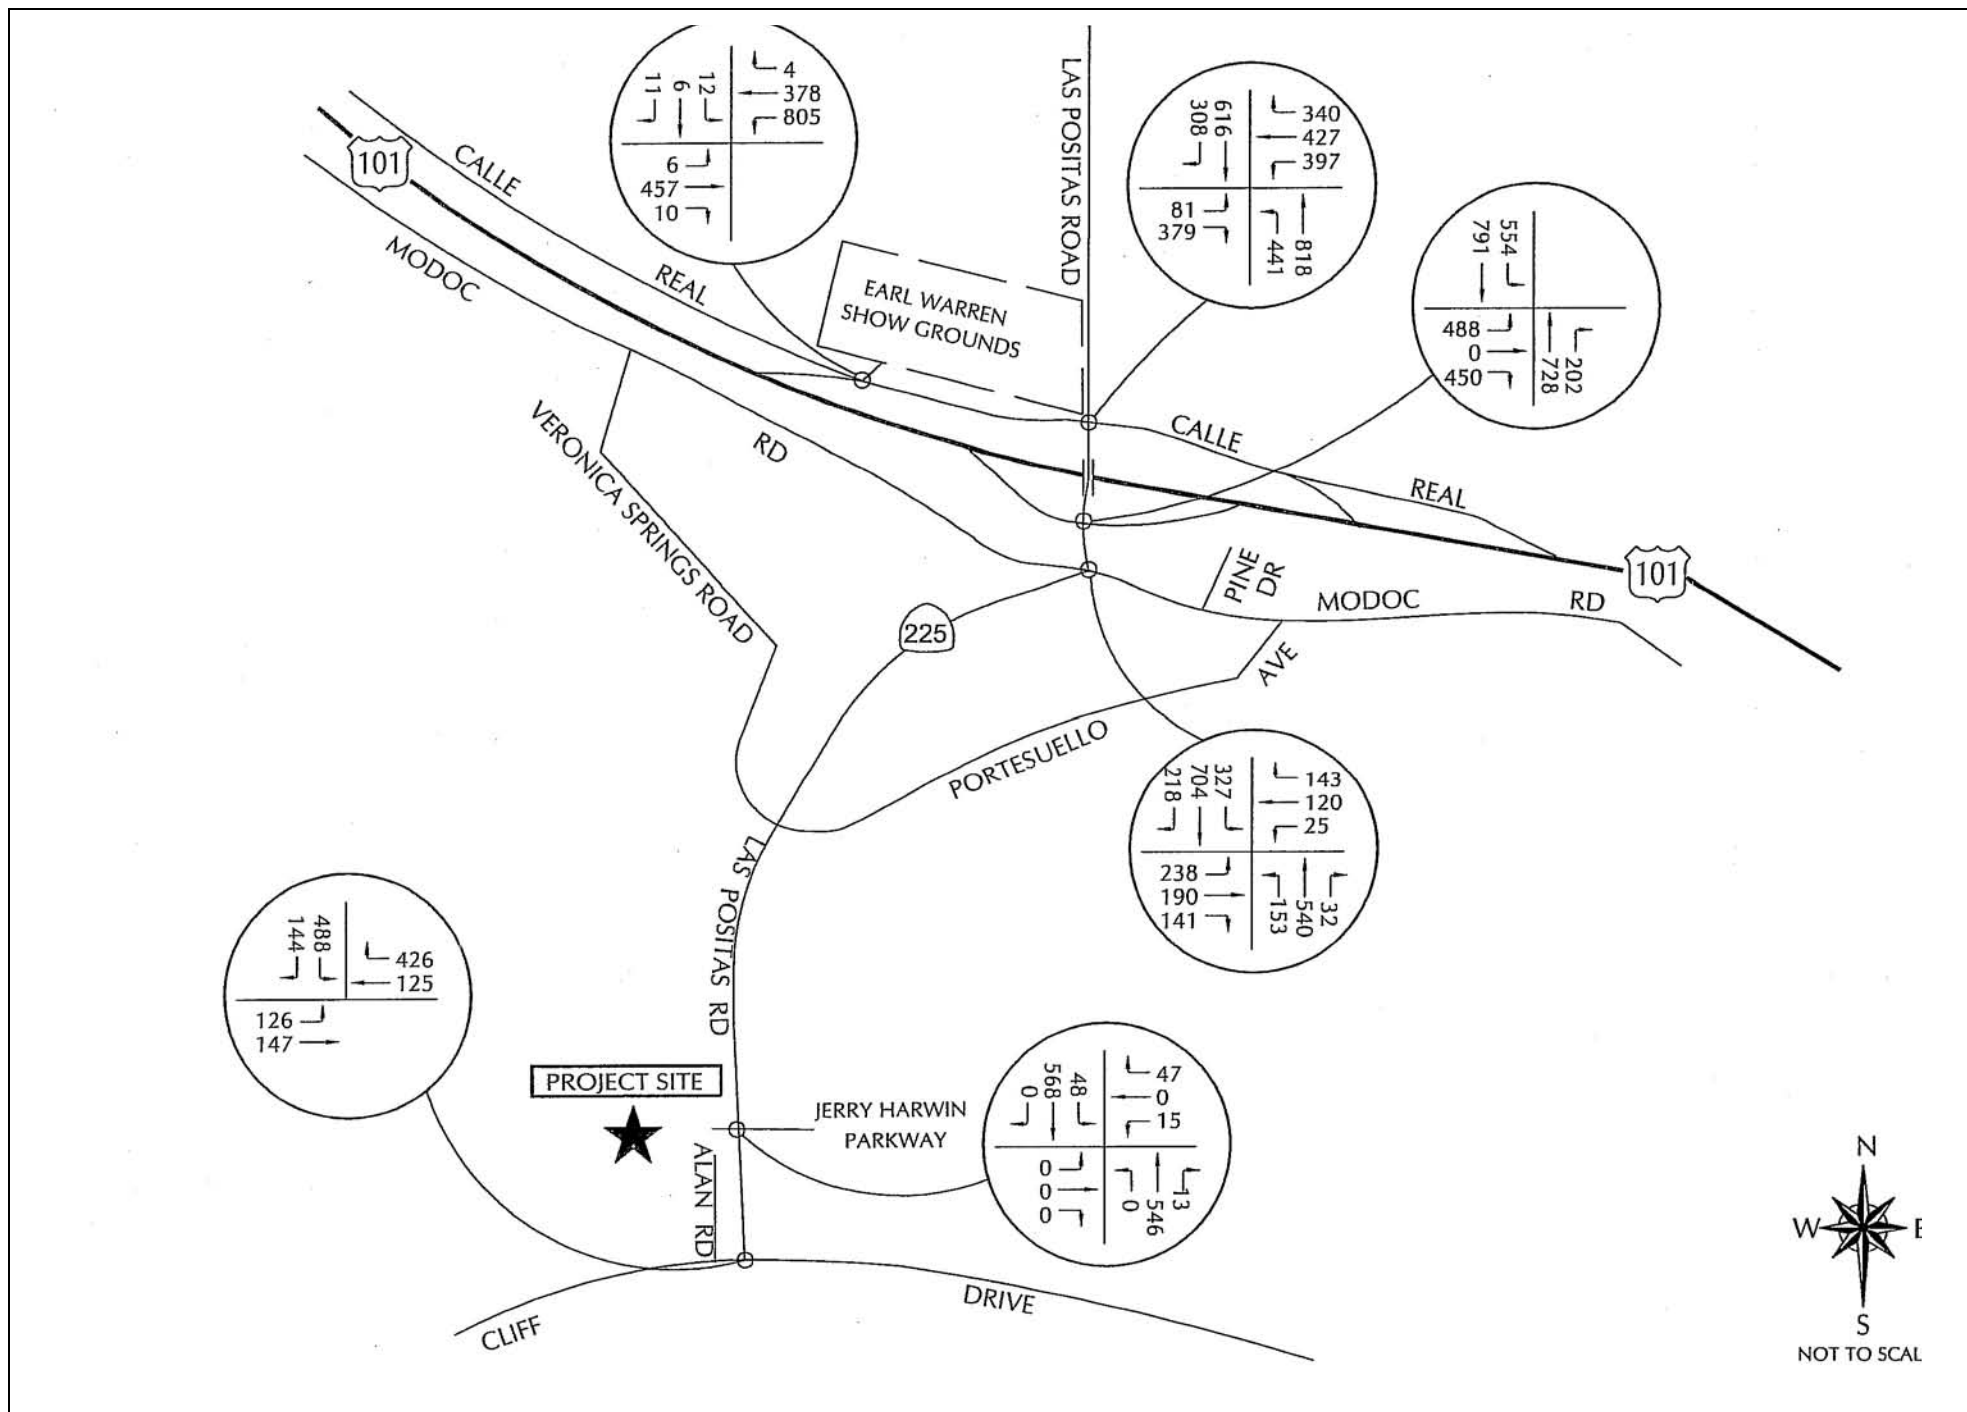 11
6
12
4
378
805
6
457
10
LAS POSITAS ROAD
308
616
340
427
397
81
379
441
818
791
554
488
0
450
728
202
101
CALLE
REAL
MODOC
RD
EARL WARREN
SHOW GROUNDS
CALLE
REAL
101
VERONICA SPRINGS ROAD
PINE
DR
MODOC
RD
225
AVE
PORTESUELLO
218
704
327
143
120
25
238
190
141
153
540
32
LAS POSITAS RD
144
488
426
125
126
147
PROJECT SITE
JERRY HARWIN
PARKWAY
0
568
48
47
0
15
0
0
0
0
546
13
ALAN RD
CLIFF
DRIVE
N
W
E
S
NOT TO SCAL